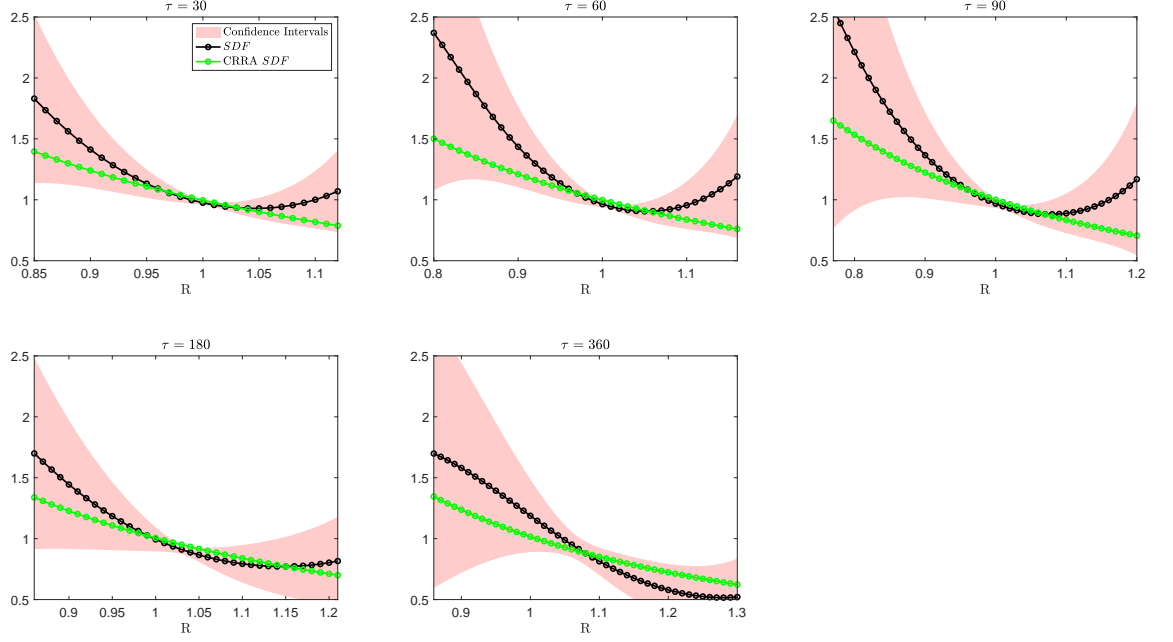 τ = 30
2.5
2
1.5
1
0.5
0.85 0.9 0.95 1 1.05 1.1
R
Confidence Intervals
SDF
CRRA SDF
τ = 60
2.5
2
1.5
1
0.5
0.8 0.9 1 1.1
R
τ = 90
2.5
2
1.5
1
0.5
0.8 0.9 1 1.1 1.2
R
τ = 180
2.5
2
1.5
1
0.5
0.9 0.95 1 1.05 1.1 1.15 1.2
R
τ = 360
2.5
2
1.5
1
0.5
0.9 1 1.1 1.2 1.3
R